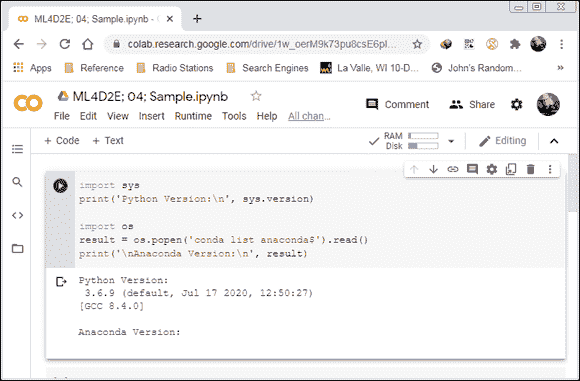 ML4D2E; 04; Sample.ipynb -
colab.research.google.com/drive/1w_oerM9k73pu8csE6pl...
Apps Reference Radio Stations Search Engines La Valle, WI 10-D... John's Random...
ML4D2E; 04; Sample.ipynb
Comment Share
File Edit View Insert Runtime Tools Help All chan...
+ Code + Text RAM Disk Editing
import sys
print('Python Version:\n', sys.version)
import os
result = os.popen('conda list anaconda$').read()
print('\nAnaconda Version:\n', result)
Python Version:
3.6.9 (default, Jul 17 2020, 12:50:27)
[GCC 8.4.0]
Anaconda Version: